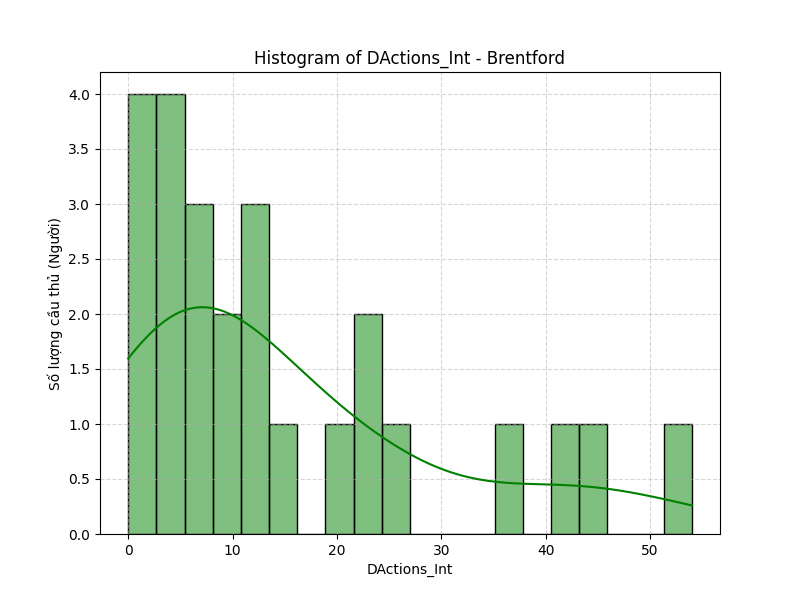 Histogram of DActions_Int - Brentford
4.0
3.5
3.0
2.5
2.0
1.5
1.0
0.5
0.0
Số lượng cầu thủ (Người)
0 10 20 30 40 50
DActions_Int